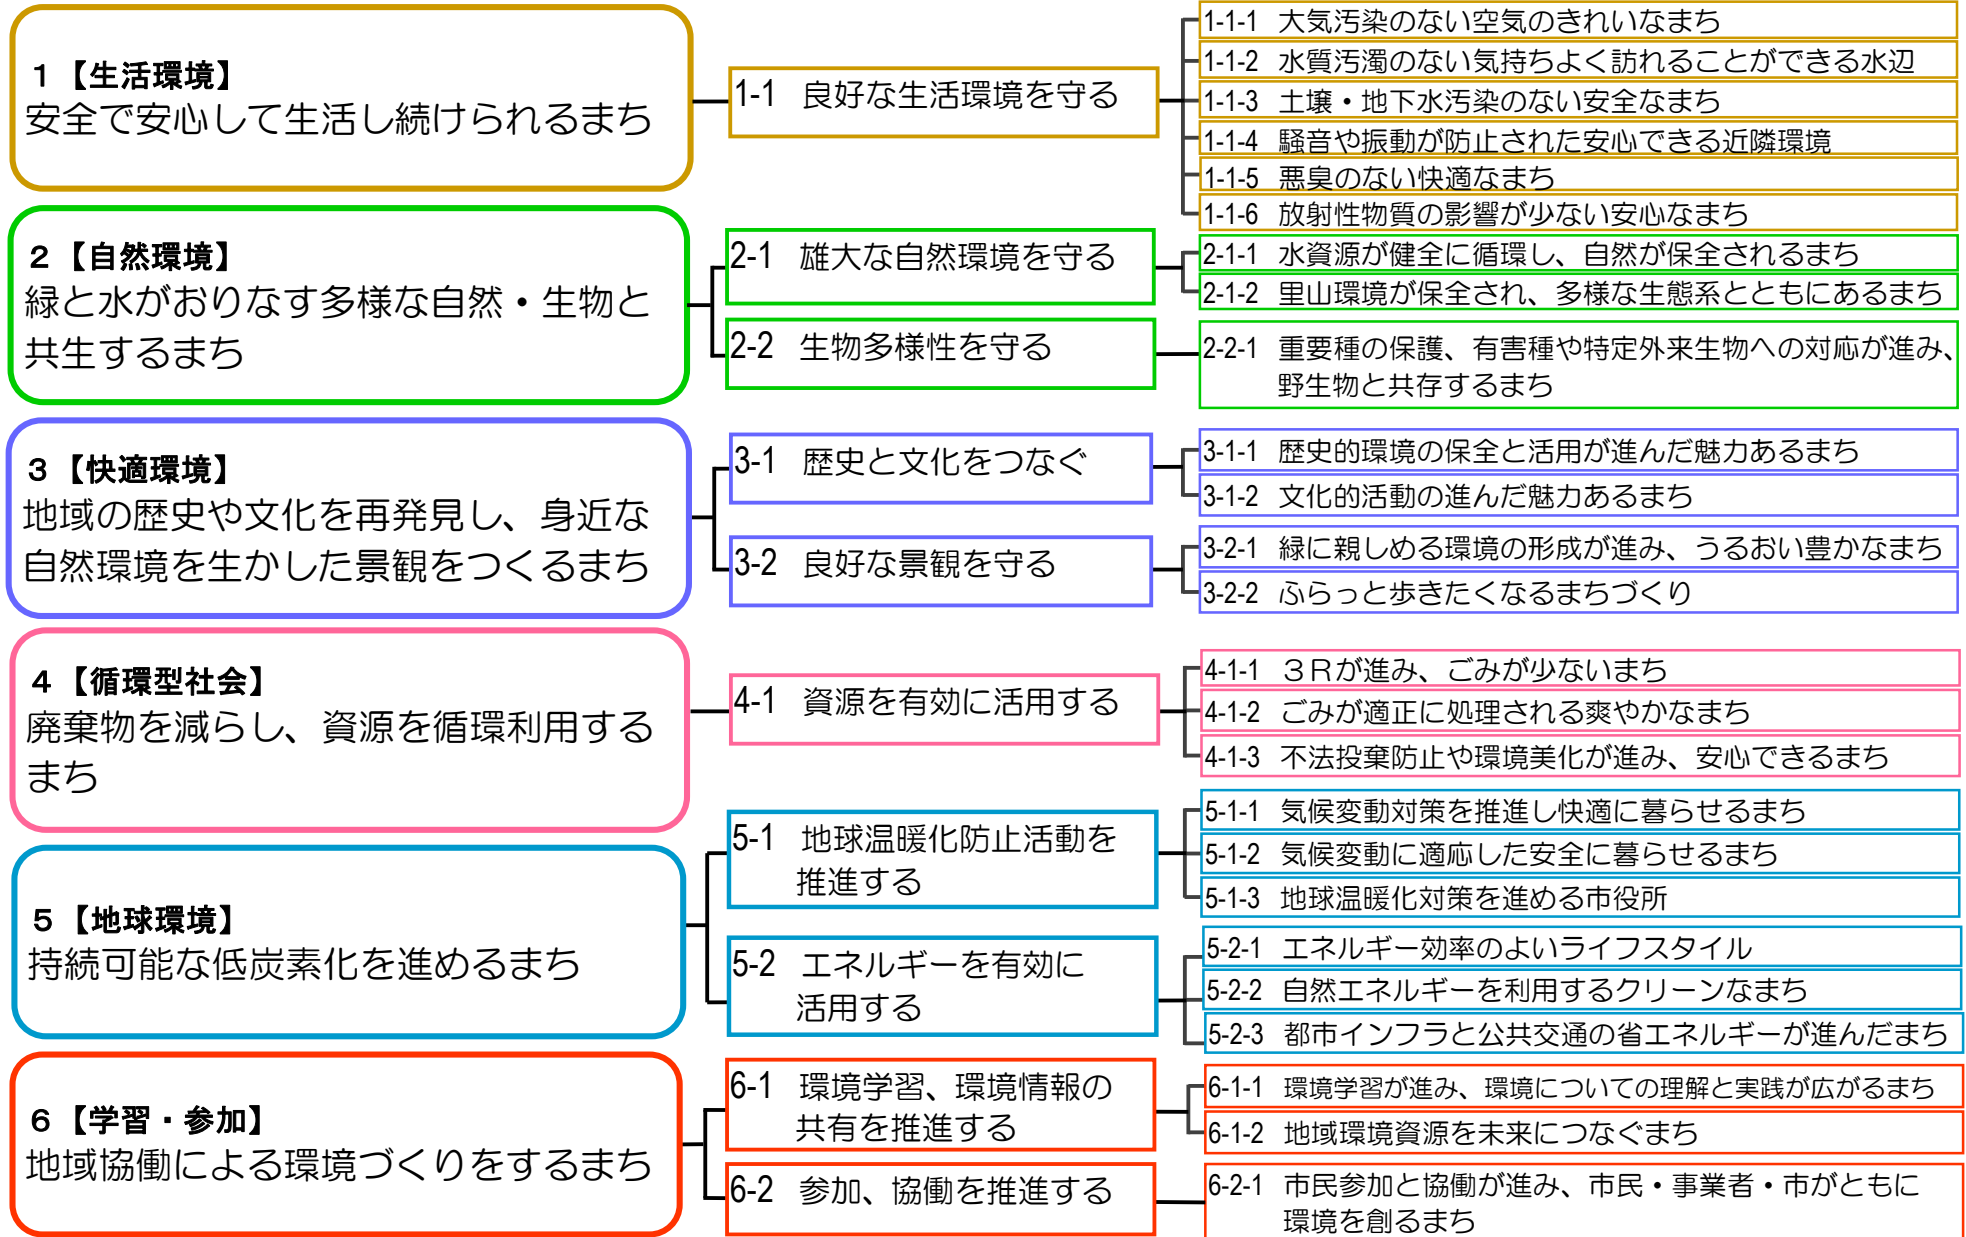 1【生活環境】
安全で安心して生活し続けられるまち
1-1 良好な生活環境を守る
1-1-1 大気汚染のない空気のきれいなまち
1-1-2 水質汚濁のない気持ちよく訪れることができる水辺
1-1-3 土壌・地下水汚染のない安全なまち
1-1-4 騒音や振動が防止された安心できる近隣環境
1-1-5 悪臭のない快適なまち
1-1-6 放射性物質の影響が少ない安心なまち
2【自然環境】
緑と水がおりなす多様な自然・生物と
共生するまち
2-1 雄大な自然環境を守る
2-1-1 水資源が健全に循環し、自然が保全されるまち
2-1-2 里山環境が保全され、多様な生態系とともにあるまち
2-2 生物多様性を守る
2-2-1 重要種の保護、有害種や特定外来生物への対応が進み、
野生物と共存するまち
3【快適環境】
地域の歴史や文化を再発見し、身近な
自然環境を生かした景観をつくるまち
3-1 歴史と文化をつなぐ
3-1-1 歴史的環境の保全と活用が進んだ魅力あるまち
3-1-2 文化的活動の進んだ魅力あるまち
3-2 良好な景観を守る
3-2-1 緑に親しめる環境の形成が進み、うるおい豊かなまち
3-2-2 ふらっと歩きたくなるまちづくり
4【循環型社会】
廃棄物を減らし、資源を循環利用する
まち
4-1 資源を有効に活用する
4-1-1 3Rが進み、ごみが少ないまち
4-1-2 ごみが適正に処理される爽やかなまち
4-1-3 不法投棄防止や環境美化が進み、安心できるまち
5【地球環境】
持続可能な低炭素化を進めるまち
5-1 地球温暖化防止活動を
推進する
5-1-1 気候変動対策を推進し快適に暮らせるまち
5-1-2 気候変動に適応した安全に暮らせるまち
5-1-3 地球温暖化対策を進める市役所
5-2 エネルギーを有効に
活用する
5-2-1 エネルギー効率のよいライフスタイル
5-2-2 自然エネルギーを利用するクリーンなまち
5-2-3 都市インフラと公共交通の省エネルギーが進んだまち
6【学習・参加】
地域協働による環境づくりをするまち
6-1 環境学習、環境情報の
共有を推進する
6-1-1 環境学習が進み、環境についての理解と実践が広がるまち
6-1-2 地域環境資源を未来につなぐまち
6-2 参加、協働を推進する
6-2-1 市民参加と協働が進み、市民・事業者・市がともに
環境を創るまち